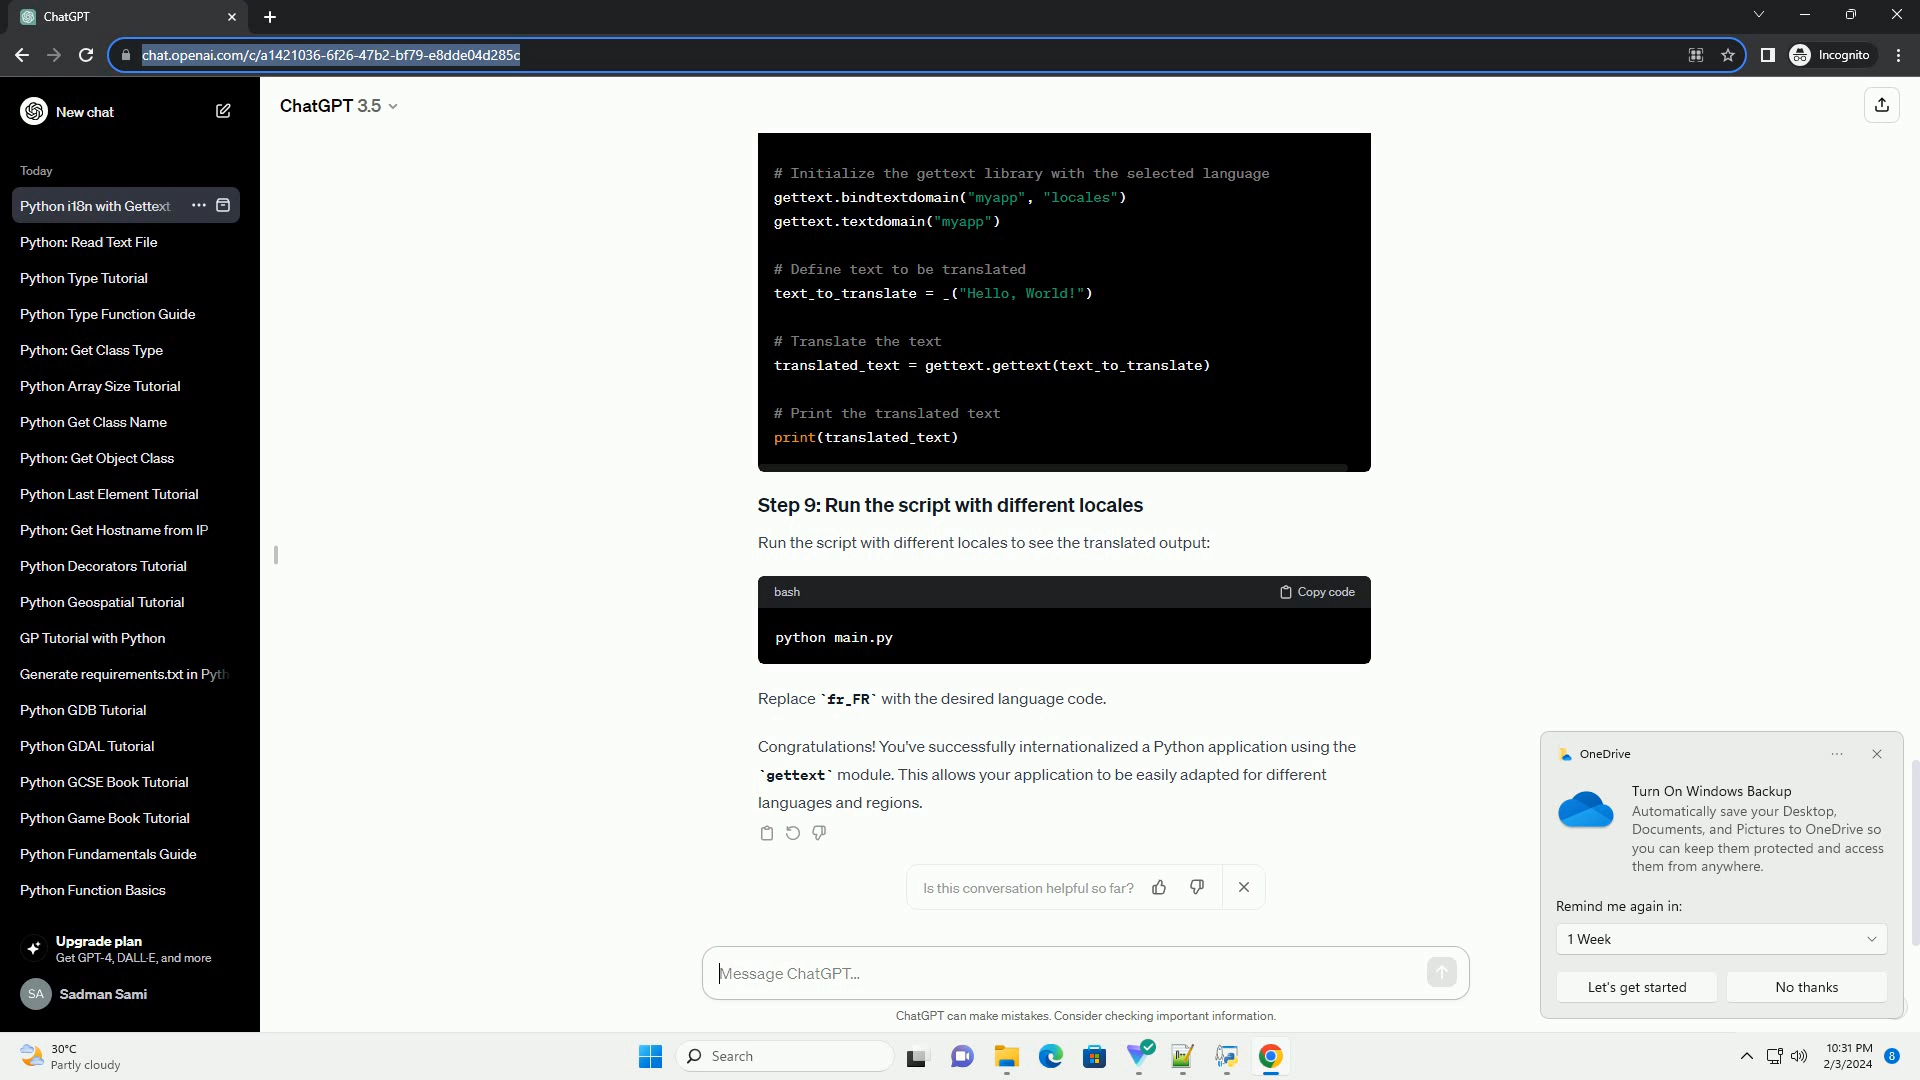 ChatGPT
chat.openai.com/c/a1421036-6f26-47b2-bf79-e8dde04d285c
Incognito
New chat
ChatGPT 3.5
Today
Python i18n with Gettext
Python: Read Text File
Python Type Tutorial
Python Type Function Guide
Python: Get Class Type
Python Array Size Tutorial
Python Get Class Name
Python: Get Object Class
Python Last Element Tutorial
Python: Get Hostname from IP
Python Decorators Tutorial
Python Geospatial Tutorial
GP Tutorial with Python
Generate requirements.txt in Pyth
Python GDB Tutorial
Python GDAL Tutorial
Python GCSE Book Tutorial
Python Game Book Tutorial
Python Fundamentals Guide
Python Function Basics
Upgrade plan
Get GPT-4, DALL·E, and more
SA
Sadman Sami
# Initialize the gettext library with the selected language
gettext.bindtextdomain("myapp", "locales")
gettext.textdomain("myapp")
# Define text to be translated
text_to_translate = _("Hello, World!")
# Translate the text
translated_text = gettext.gettext(text_to_translate)
# Print the translated text
print(translated_text)
Step 9: Run the script with different locales
Run the script with different locales to see the translated output:
bash
Copy code
python main.py
Replace `fr_FR` with the desired language code.
Congratulations! You've successfully internationalized a Python application using the
`gettext` module. This allows your application to be easily adapted for different
languages and regions.
Is this conversation helpful so far?
Message ChatGPT...
ChatGPT can make mistakes. Consider checking important information.
OneDrive
Turn On Windows Backup
Automatically save your Desktop,
Documents, and Pictures to OneDrive so
you can keep them protected and access
them from anywhere.
Remind me again in:
1 Week
Let's get started
No thanks
30°C
Partly cloudy
Search
10:31 PM
2/3/2024
8